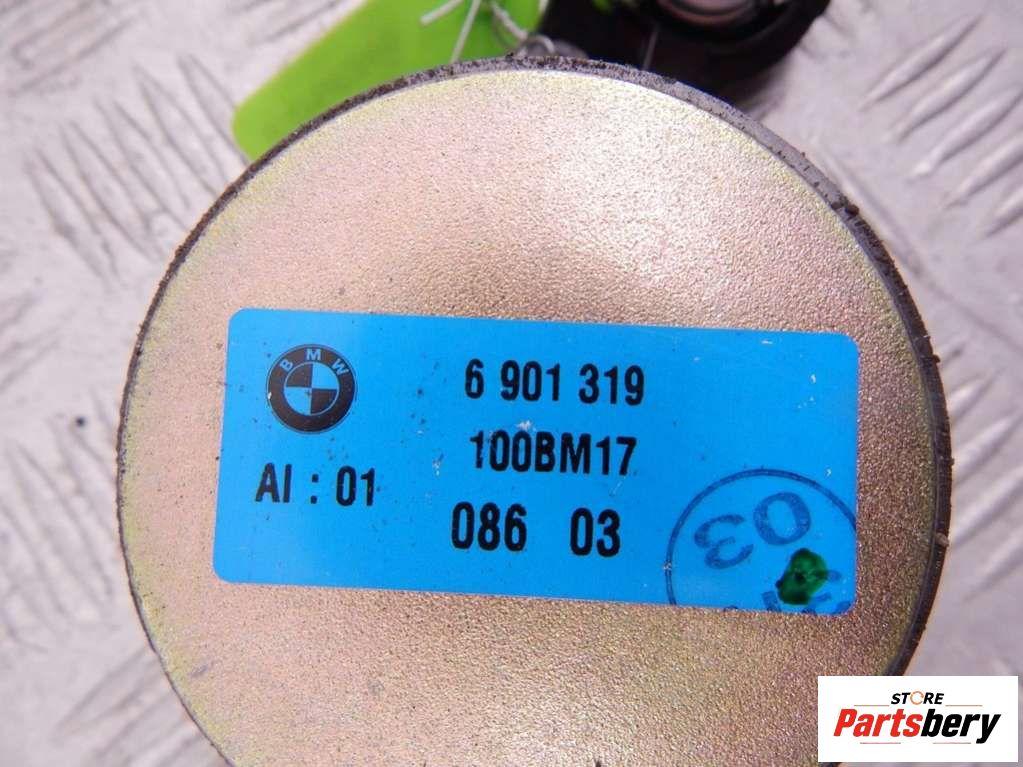 BMW
6 901 319
100BM17
AI : 01
086 03
03
STORE
Partsbery